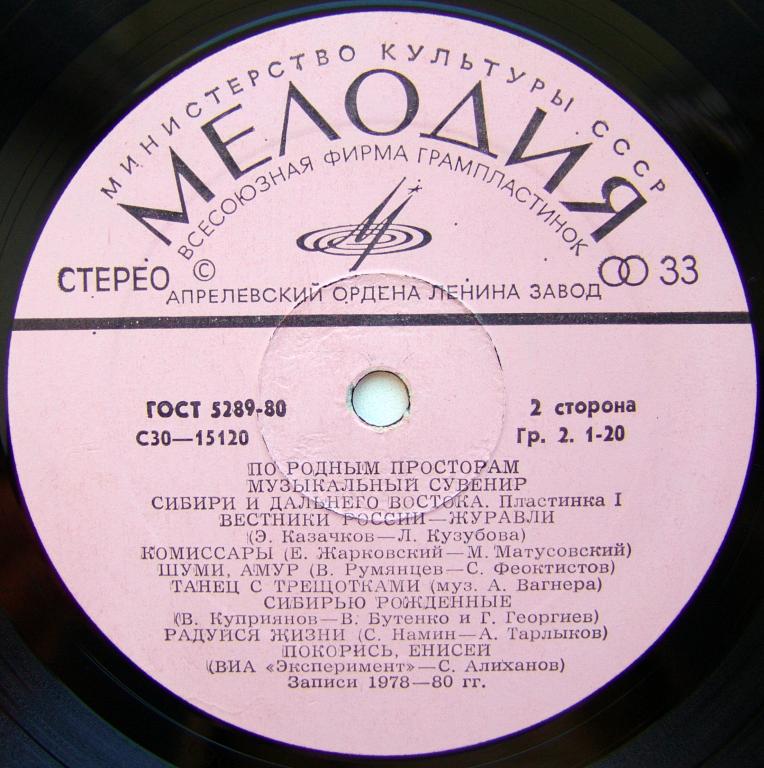 МИНИСТЕРСТВО КУЛЬТУРЫ СССР
МЕЛОДИЯ
ВСЕСОЮЗНАЯ ФИРМА ГРАМПЛАСТИНОК
СТЕРЕО © 33
АПРЕЛЕВСКИЙ ОРДЕНА ЛЕНИНА ЗАВОД
ГОСТ 5289-80 2 сторона
С30—15120 Гр. 2. 1-20
ПО РОДНЫМ ПРОСТОРАМ
МУЗЫКАЛЬНЫЙ СУВЕНИР
СИБИРИ И ДАЛЬНЕГО ВОСТОКА. Пластинка I
ВЕСТНИКИ РОССИИ—ЖУРАВЛИ
(Э. Казачков—Л. Кузубова)
КОМИССАРЫ (Е. Жарковский—М. Матусовский)
ШУМИ, АМУР (В. Румянцев—С. Феоктистов)
ТАНЕЦ С ТРЕЩОТКАМИ (муз. А. Вагнера)
СИБИРЬЮ РОЖДЕННЫЕ
(В. Куприянов—В. Бутенко и Г. Георгиев)
РАДУЙСЯ ЖИЗНИ (С. Намин—А. Тарлыков)
ПОКОРИСЬ, ЕНИСЕЙ
(ВИА «Эксперимент»—С. Алиханов)
Записи 1978—80 гг.